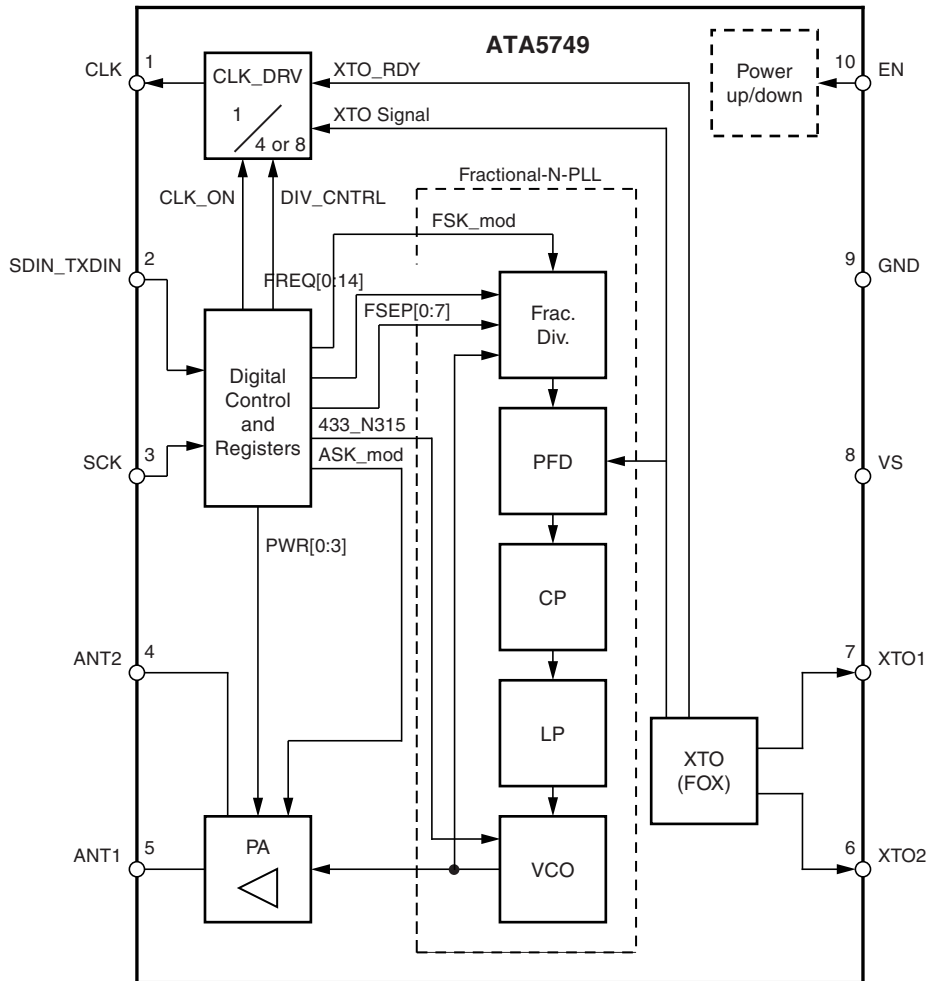 ATA5749
CLK
1
CLK_DRV
1
4 or 8
XTO_RDY
XTO Signal
Power
up/down
10
EN
CLK_ON
DIV_CNTRL
Fractional-N-PLL
FSK_mod
SDIN_TXDIN
2
FREQ[0:14]
FSEP[0:7]
Frac.
Div.
9
GND
Digital
Control
and
Registers
433_N315
ASK_mod
SCK
3
PFD
8
VS
PWR[0:3]
CP
ANT2
4
7
XTO1
LP
XTO
(FOX)
ANT1
5
PA
VCO
6
XTO2